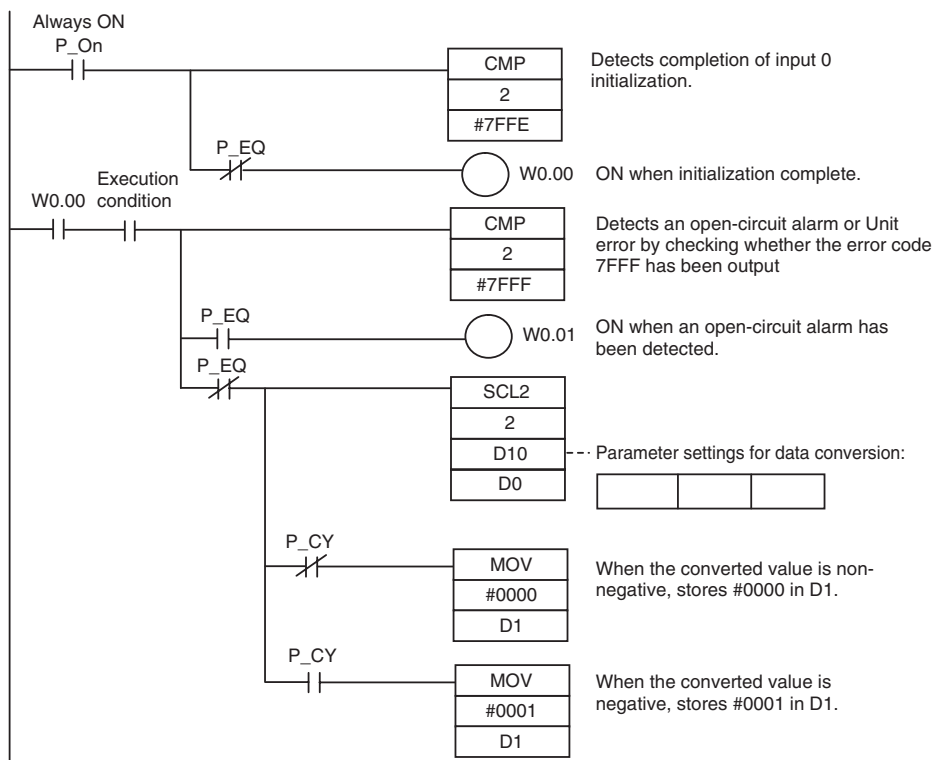 Always ON
P_On
CMP
2
#7FFE
Detects completion of input 0
initialization.
P_EQ
W0.00
ON when initialization complete.
Execution
condition
W0.00
CMP
2
#7FFF
Detects an open-circuit alarm or Unit
error by checking whether the error code
7FFF has been output
P_EQ
W0.01
ON when an open-circuit alarm has
been detected.
P_EQ
SCL2
2
D10
D0
Parameter settings for data conversion:
P_CY
MOV
#0000
D1
When the converted value is non-
negative, stores #0000 in D1.
P_CY
MOV
#0001
D1
When the converted value is
negative, stores #0001 in D1.